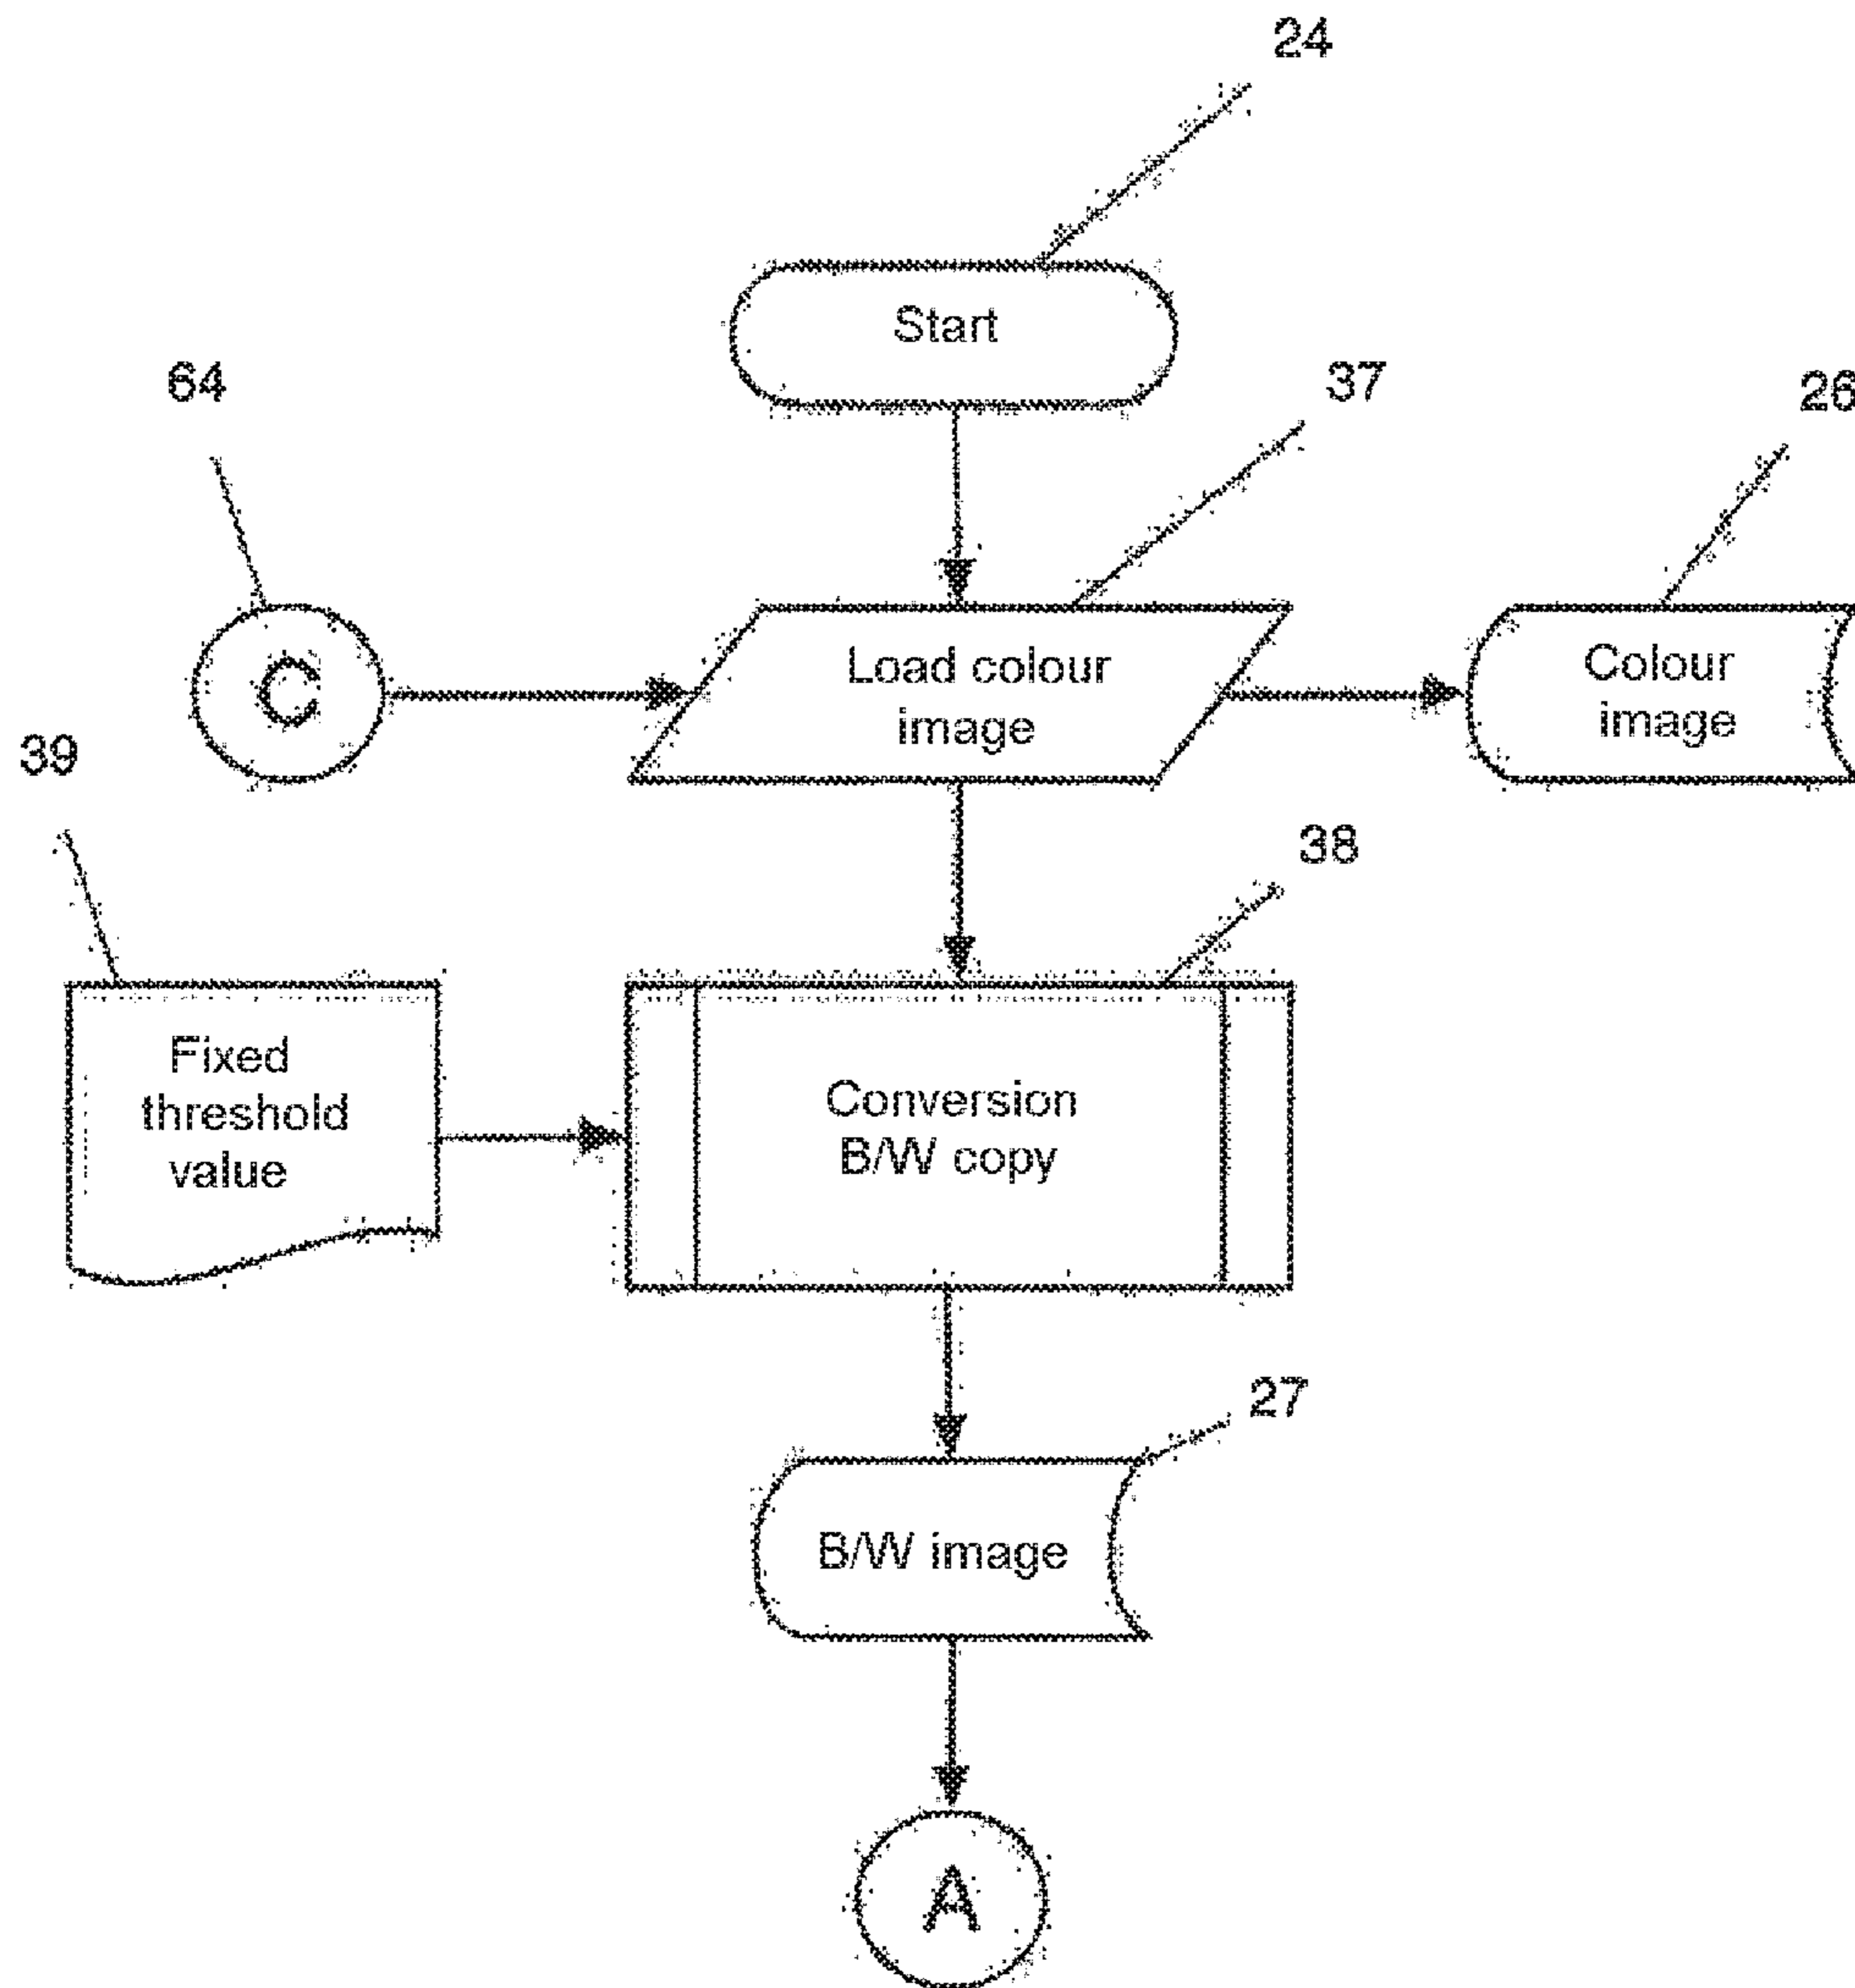 24
Start
64
37
26
C
Load colour
image
Colour
image
39
38
Fixed
threshold
value
Conversion
B/W copy
27
B/W image
A